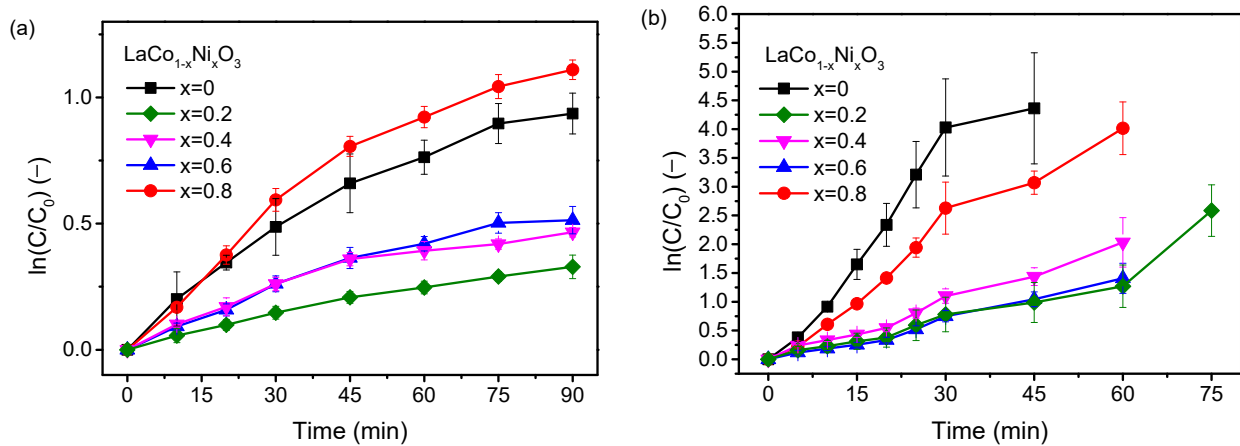 (a)
LaCo1-xNixO3
x=0
x=0.2
x=0.4
x=0.6
x=0.8
1.0
0.5
0.0
ln(C/C0) (−)
0 10 20 30 45 60 75 90
Time (min)
(b)
LaCo1-xNixO3
x=0
x=0.2
x=0.4
x=0.6
x=0.8
6.0
5.5
5.0
4.5
4.0
3.5
3.0
2.5
2.0
1.5
1.0
0.5
0.0
ln(C/C0) (−)
0 15 30 45 60 75
Time (min)